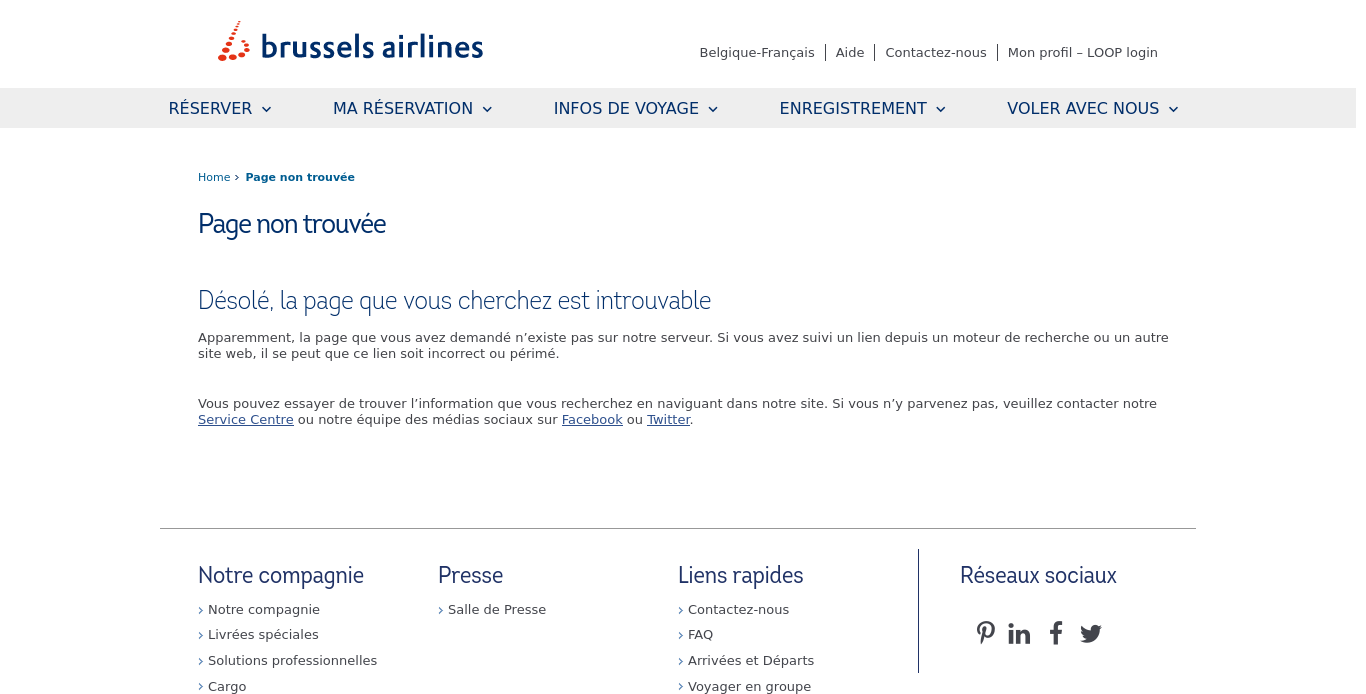 brussels airlines
Belgique-Français Aide Contactez-nous Mon profil – LOOP login
RÉSERVER MA RÉSERVATION INFOS DE VOYAGE ENREGISTREMENT VOLER AVEC NOUS
Home › Page non trouvée
Page non trouvée
Désolé, la page que vous cherchez est introuvable
Apparemment, la page que vous avez demandé n’existe pas sur notre serveur. Si vous avez suivi un lien depuis un moteur de recherche ou un autre
site web, il se peut que ce lien soit incorrect ou périmé.
Vous pouvez essayer de trouver l’information que vous recherchez en naviguant dans notre site. Si vous n’y parvenez pas, veuillez contacter notre
Service Centre ou notre équipe des médias sociaux sur Facebook ou Twitter.
Notre compagnie
Notre compagnie
Livrées spéciales
Solutions professionnelles
Cargo
Presse
Salle de Presse
Liens rapides
Contactez-nous
FAQ
Arrivées et Départs
Voyager en groupe
Réseaux sociaux